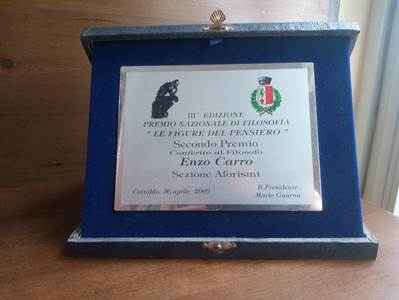 III^ EDIZIONE
PREMIO NAZIONALE DI FILOSOFIA
" LE FIGURE DEL PENSIERO "
Secondo Premio
Conferito al Filosofo
Enzo Carro
Sezione Aforismi
Certaldo, 26 aprile 2009
Il Presidente
Mario Guarna